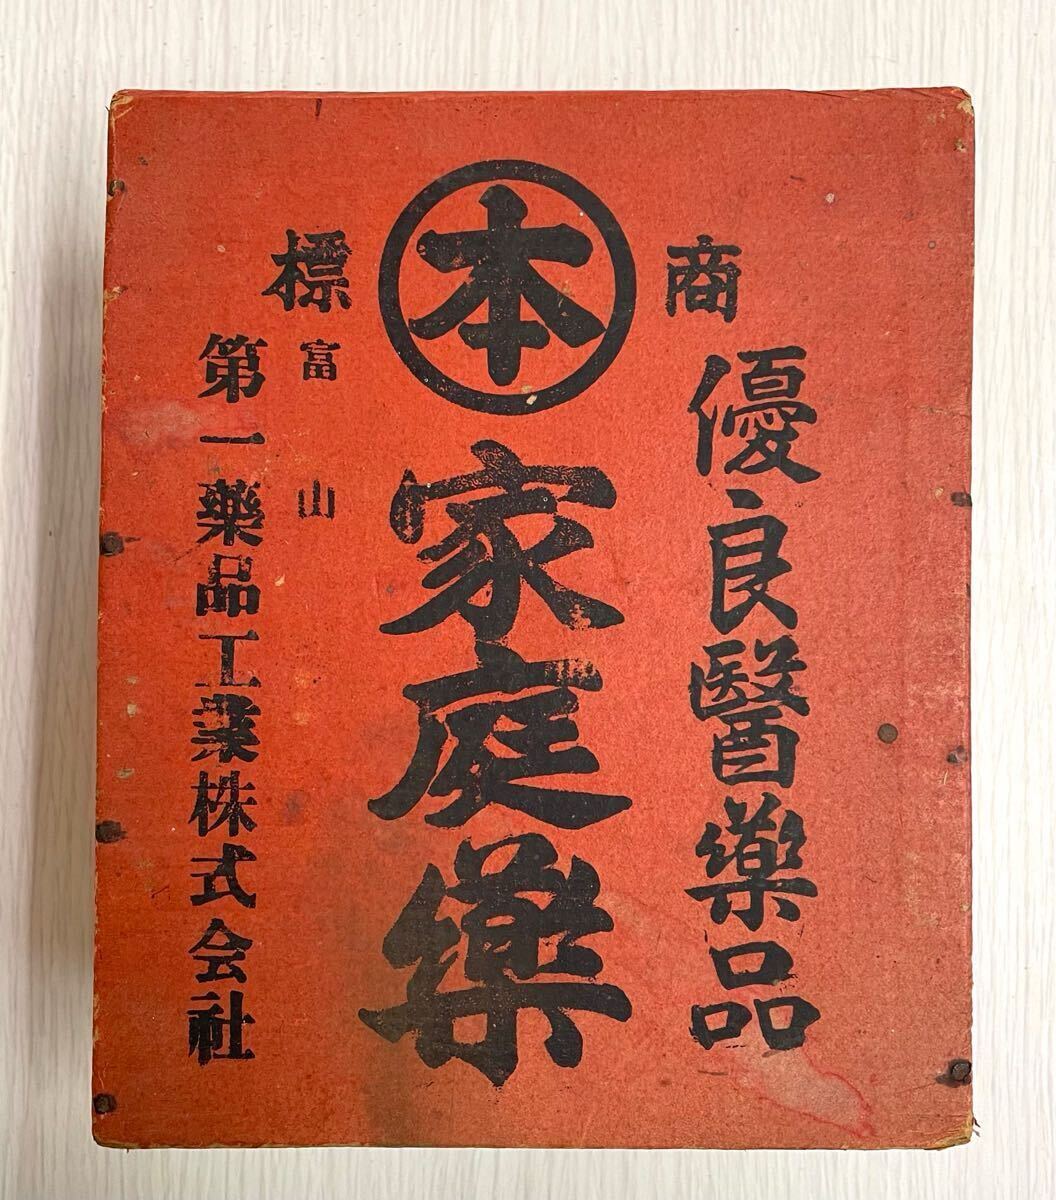 商標
優良醫藥品
本
家庭藥
富山
第一藥品工業株式会社